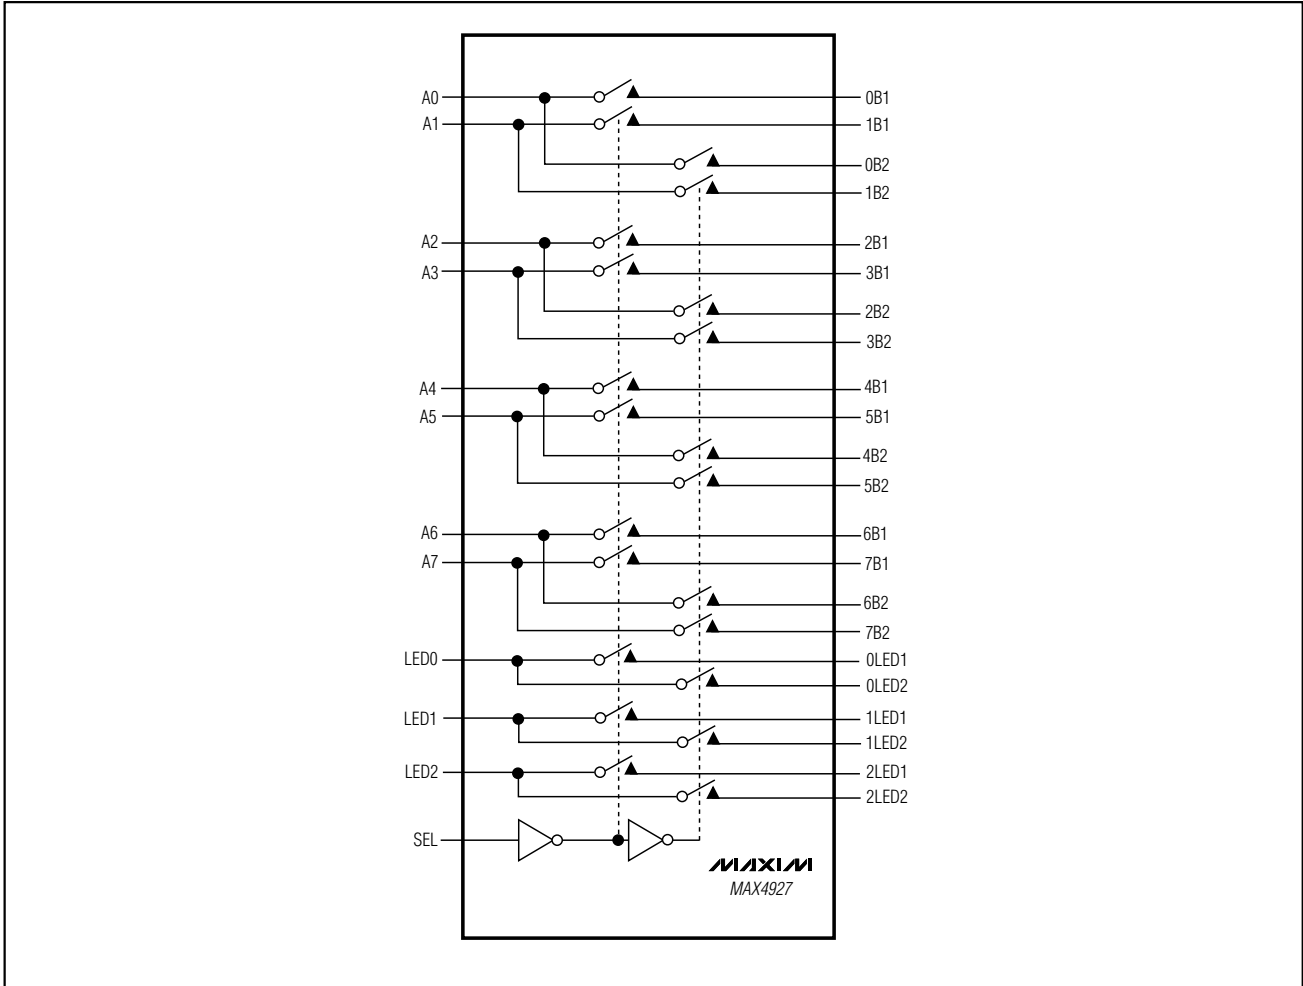 A0 0B1
A1 1B1
0B2
1B2
A2 2B1
A3 3B1
2B2
3B2
A4 4B1
A5 5B1
4B2
5B2
A6 6B1
A7 7B1
6B2
7B2
LED0 0LED1
0LED2
LED1 1LED1
1LED2
LED2 2LED1
2LED2
SEL
MAXIM
MAX4927